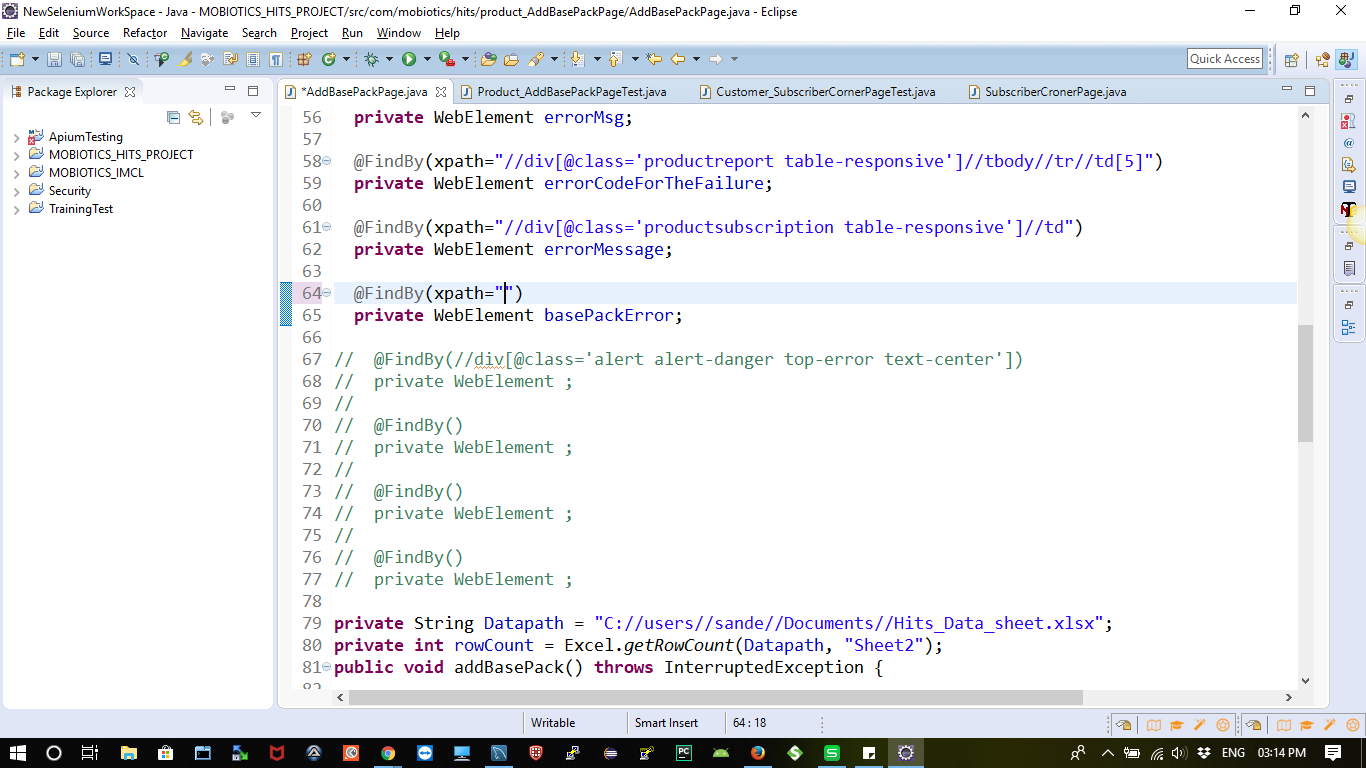 NewSeleniumWorkSpace - Java - MOBIOTICS_HITS_PROJECT/src/com/mobiotics/hits/product_AddBasePackPage/AddBasePackPage.java - Eclipse
File Edit Source Refactor Navigate Search Project Run Window Help
Quick Access
Package Explorer
*AddBasePackPage.java Product_AddBasePackPageTest.java Customer_SubscriberCornerPageTest.java SubscriberCronerPage.java
ApiumTesting
MOBIOTICS_HITS_PROJECT
MOBIOTICS_IMCL
Security
TrainingTest
56 private WebElement errorMsg;
57
58 @FindBy(xpath="//div[@class='productreport table-responsive']//tbody//tr//td[5]")
59 private WebElement errorCodeForTheFailure;
60
61 @FindBy(xpath="//div[@class='productsubscription table-responsive']//td")
62 private WebElement errorMessage;
63
64 @FindBy(xpath="")
65 private WebElement basePackError;
66
67 // @FindBy(//div[@class='alert alert-danger top-error text-center'])
68 // private WebElement ;
69 //
70 // @FindBy()
71 // private WebElement ;
72 //
73 // @FindBy()
74 // private WebElement ;
75 //
76 // @FindBy()
77 // private WebElement ;
78
79 private String Datapath = "C://users//sande//Documents//Hits_Data_sheet.xlsx";
80 private int rowCount = Excel.getRowCount(Datapath, "Sheet2");
81 public void addBasePack() throws InterruptedException {
Writable Smart Insert 64 : 18
ENG 03:14 PM